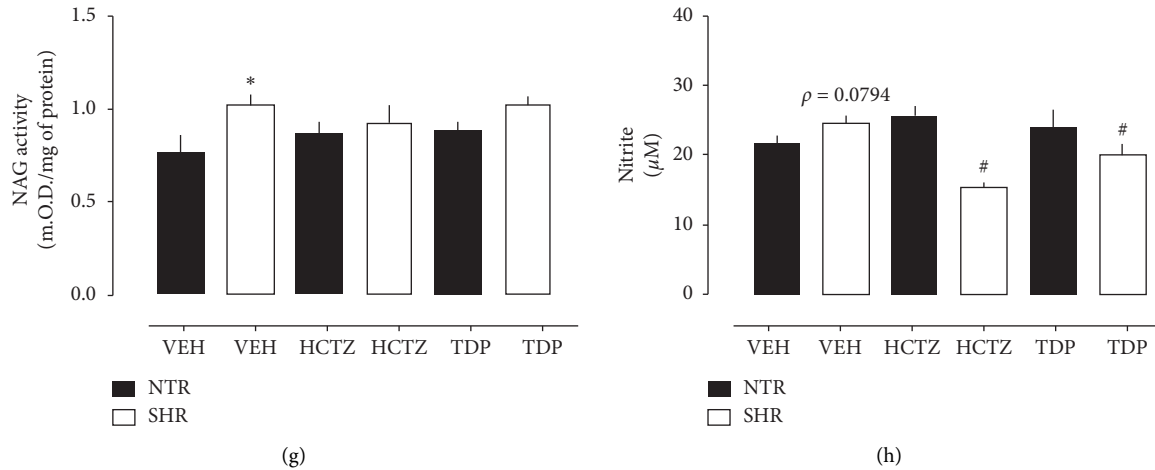 NAG activity
(m.O.D./mg of protein)
1.5
1.0
0.5
0.0
*
VEH VEH HCTZ HCTZ TDP TDP
NTR
SHR
(g)
Nitrite
(μM)
40
30
20
10
0
ρ = 0.0794
#
#
VEH VEH HCTZ HCTZ TDP TDP
NTR
SHR
(h)